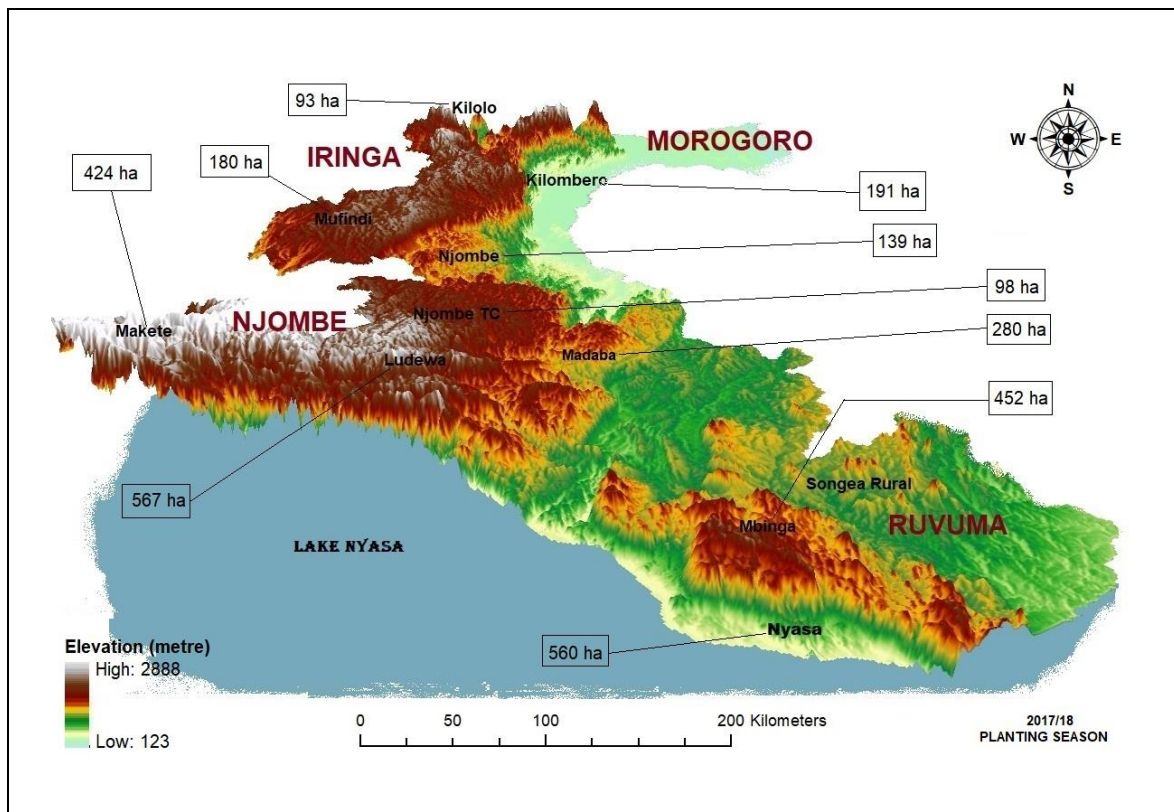 93 ha
Kilolo
N
W
E
S
IRINGA
MOROGORO
424 ha
180 ha
Kilombero
191 ha
Mufindi
139 ha
Njombe
98 ha
Makete
NJOMBE
Njombe TC
280 ha
Ludewa
Madaba
452 ha
567 ha
Songea Rural
Mbinga
RUVUMA
LAKE NYASA
Nyasa
560 ha
Elevation (metre)
High: 2888
Low: 123
0 50 100 200 Kilometers
2017/18
PLANTING SEASON